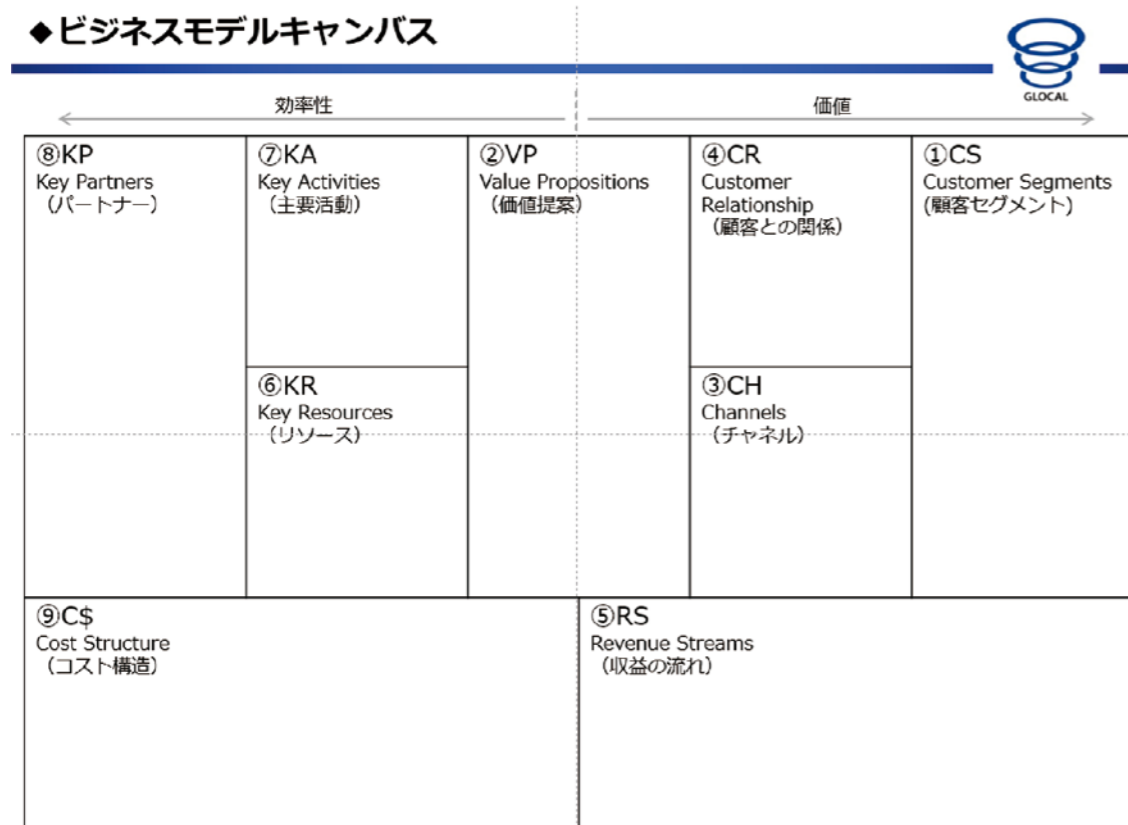 ◆ビジネスモデルキャンバス
GLOCAL
効率性
価値
⑧KP
Key Partners
（パートナー）
⑦KA
Key Activities
（主要活動）
②VP
Value Propositions
（価値提案）
④CR
Customer
Relationship
（顧客との関係）
①CS
Customer Segments
(顧客セグメント)
⑥KR
Key Resources
（リソース）
③CH
Channels
（チャネル）
⑨C$
Cost Structure
（コスト構造）
⑤RS
Revenue Streams
（収益の流れ）